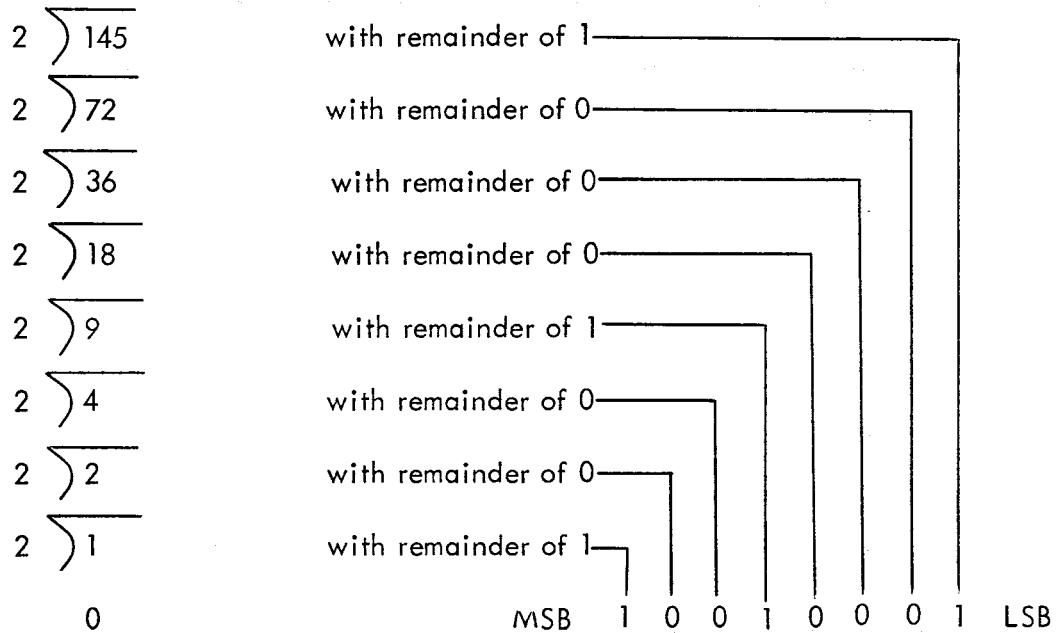 2 145 with remainder of 1
2 72 with remainder of 0
2 36 with remainder of 0
2 18 with remainder of 0
2 9 with remainder of 1
2 4 with remainder of 0
2 2 with remainder of 0
2 1 with remainder of 1
0 MSB 1 0 0 1 0 0 0 1 LSB